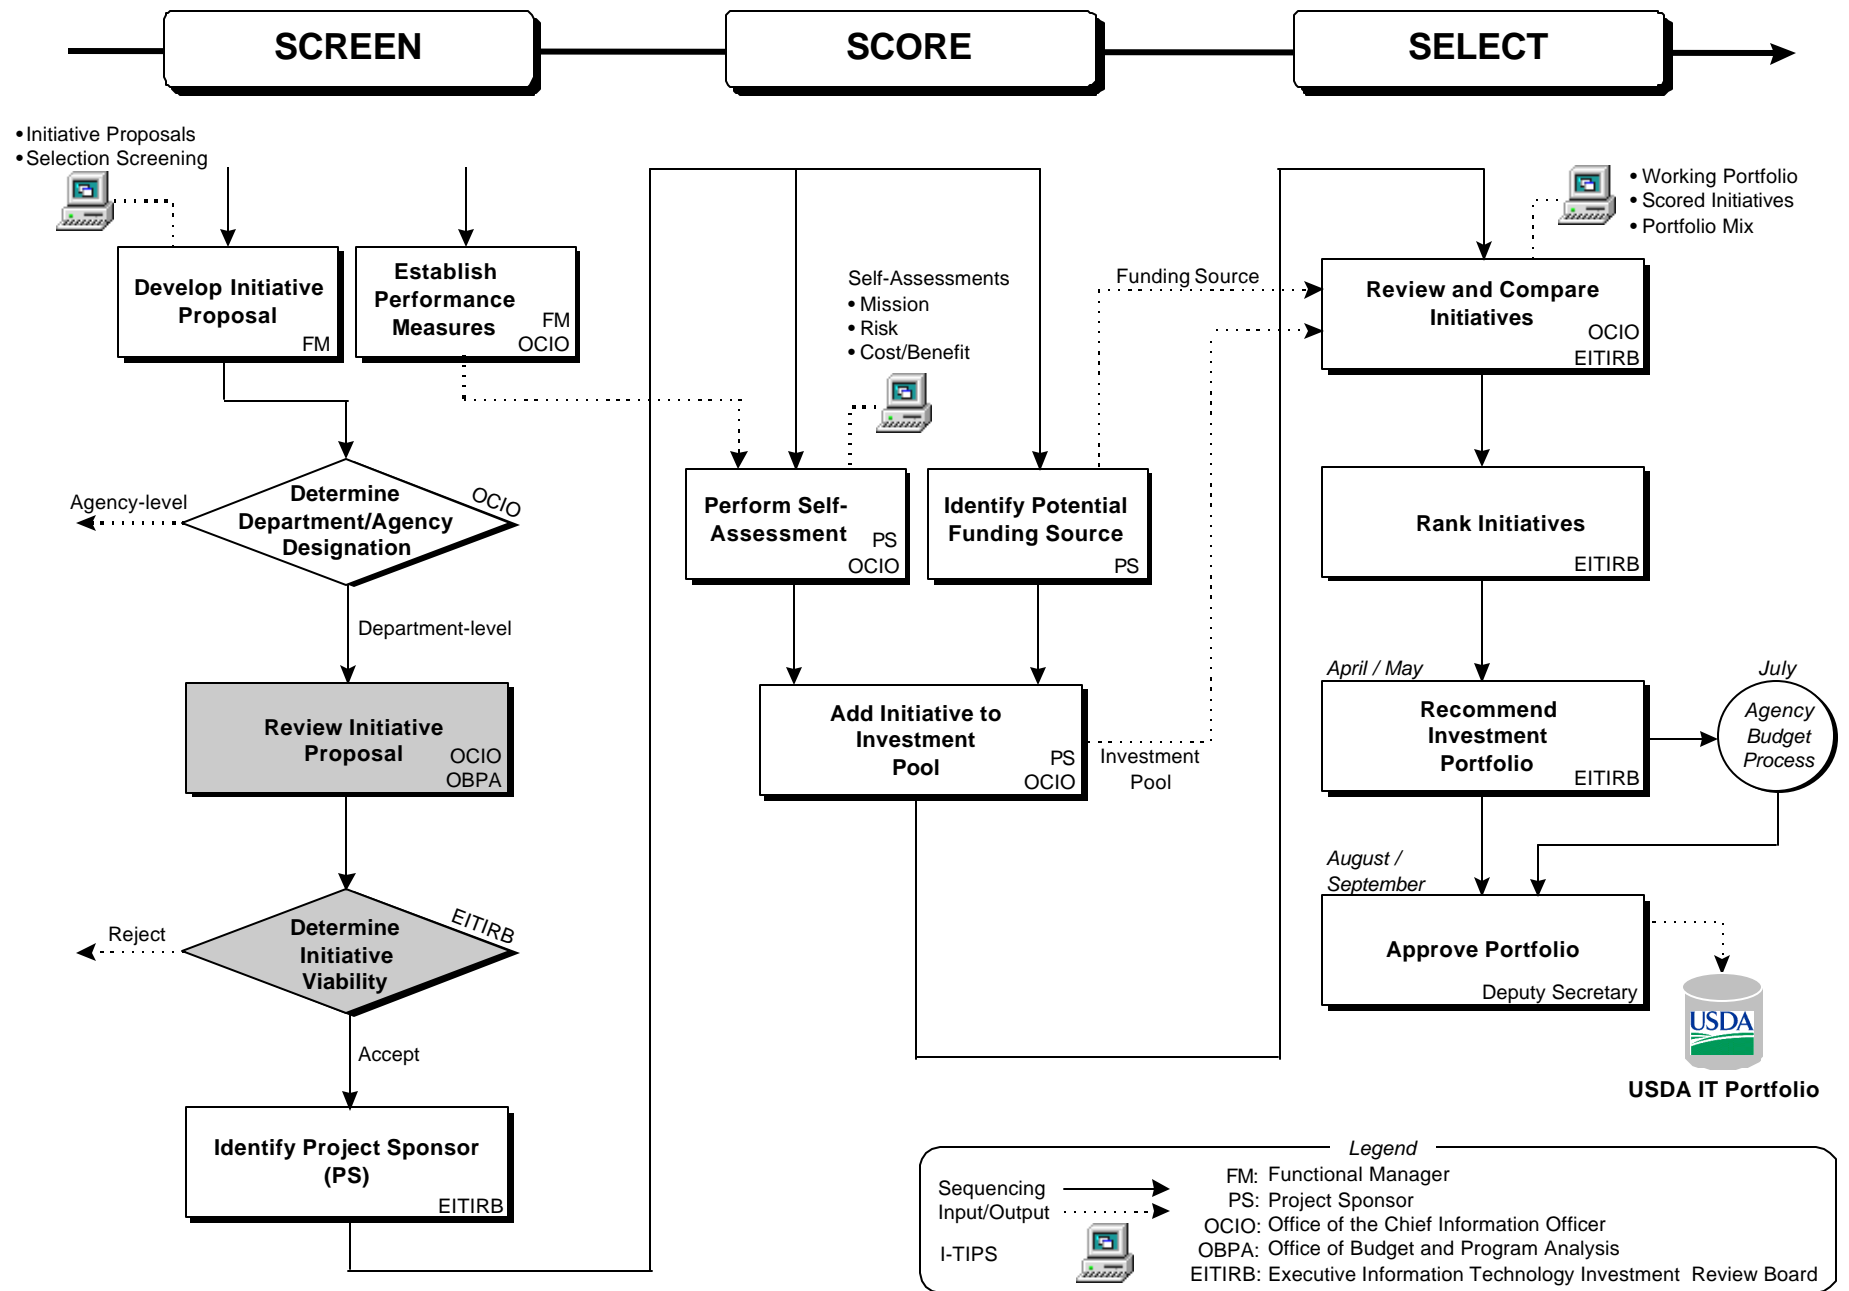 SCREEN
SCORE
SELECT
• Initiative Proposals
• Selection Screening
Develop Initiative
Proposal
FM
Establish
Performance
Measures
FM
OCIO
Agency-level
Determine
Department/Agency
Designation
OCIO
Department-level
Review Initiative
Proposal
OCIO
OBPA
Reject
Determine
Initiative
Viability
EITIRB
Accept
Identify Project Sponsor
(PS)
EITIRB
Self-Assessments
• Mission
• Risk
• Cost/Benefit
Perform Self-
Assessment
PS
OCIO
Identify Potential
Funding Source
PS
Add Initiative to
Investment
Pool
PS
OCIO
Funding Source
Investment
Pool
• Working Portfolio
• Scored Initiatives
• Portfolio Mix
Review and Compare
Initiatives
OCIO
EITIRB
Rank Initiatives
EITIRB
April / May
Recommend
Investment
Portfolio
EITIRB
July
Agency
Budget
Process
August /
September
Approve Portfolio
Deputy Secretary
USDA
USDA IT Portfolio
Legend
Sequencing
Input/Output
I-TIPS
FM: Functional Manager
PS: Project Sponsor
OCIO: Office of the Chief Information Officer
OBPA: Office of Budget and Program Analysis
EITIRB: Executive Information Technology Investment Review Board